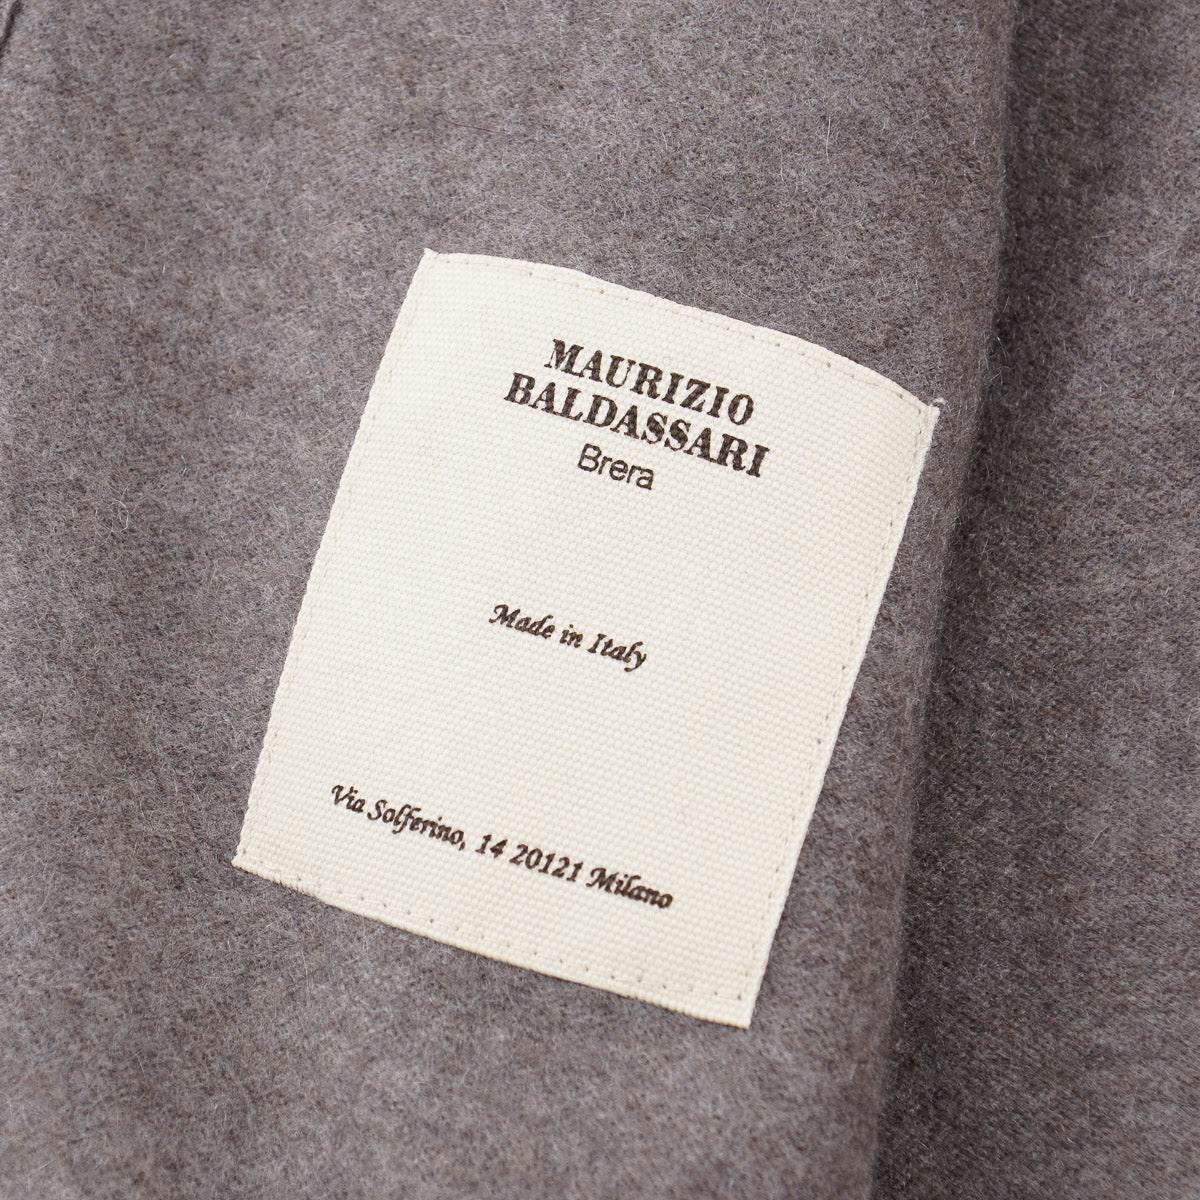 MAURIZIO
BALDASSARI
Brera
Made in Italy
Via Solferino, 14 20121 Milano